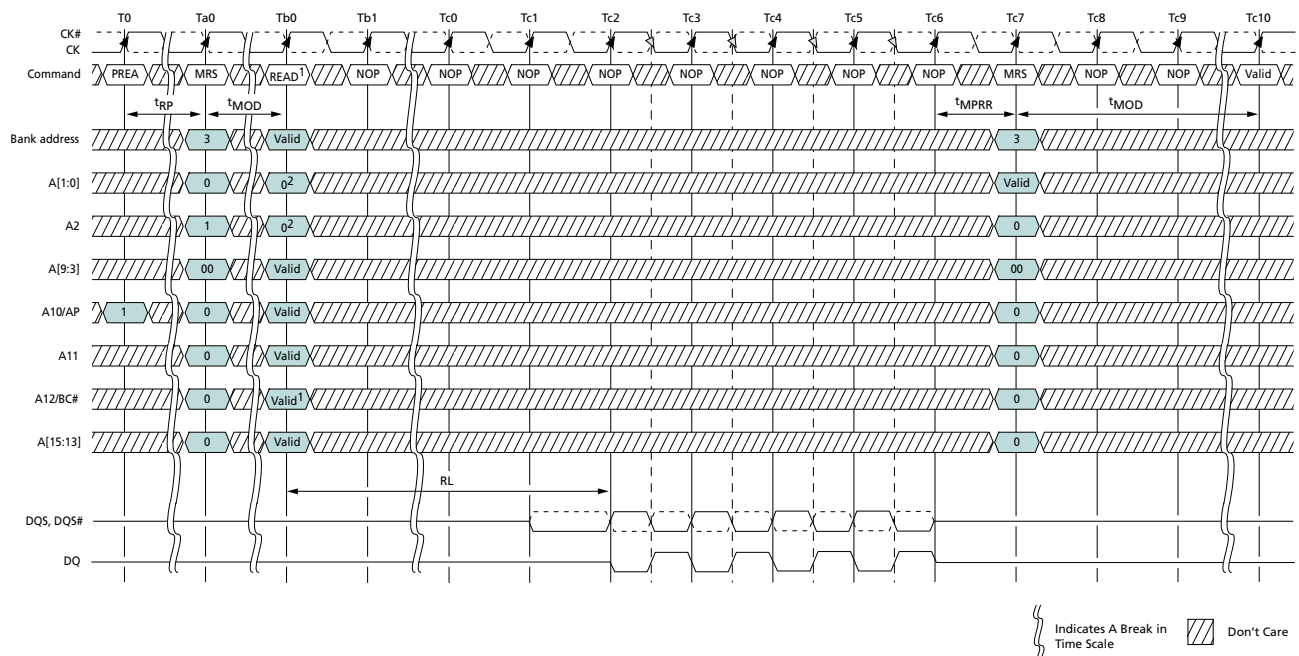 T0 Ta0 Tb0 Tb1 Tc0 Tc1 Tc2 Tc3 Tc4 Tc5 Tc6 Tc7 Tc8 Tc9 Tc10
CK#
CK
Command PREA MRS READ1 NOP NOP NOP NOP NOP NOP NOP NOP MRS NOP NOP Valid
tRP tMOD tMPRR tMOD
Bank address 3 Valid 3
A[1:0] 0 02 Valid
A2 1 02 0
A[9:3] 00 Valid 00
A10/AP 1 0 Valid 0
A11 0 Valid 0
A12/BC# 0 Valid1 0
A[15:13] 0 Valid 0
RL
DQS, DQS#
DQ
Indicates A Break in
Time Scale
Don't Care